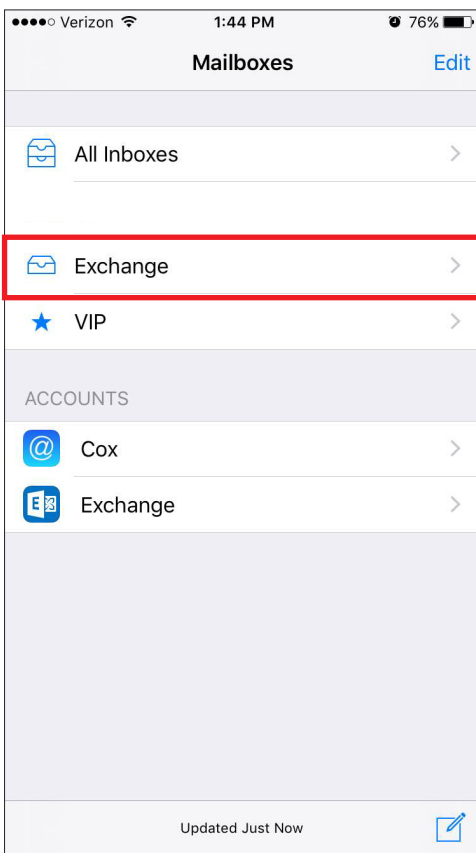 Verizon 1:44 PM 76%
Mailboxes Edit
All Inboxes
Exchange
VIP
ACCOUNTS
@ Cox
E Exchange
Updated Just Now